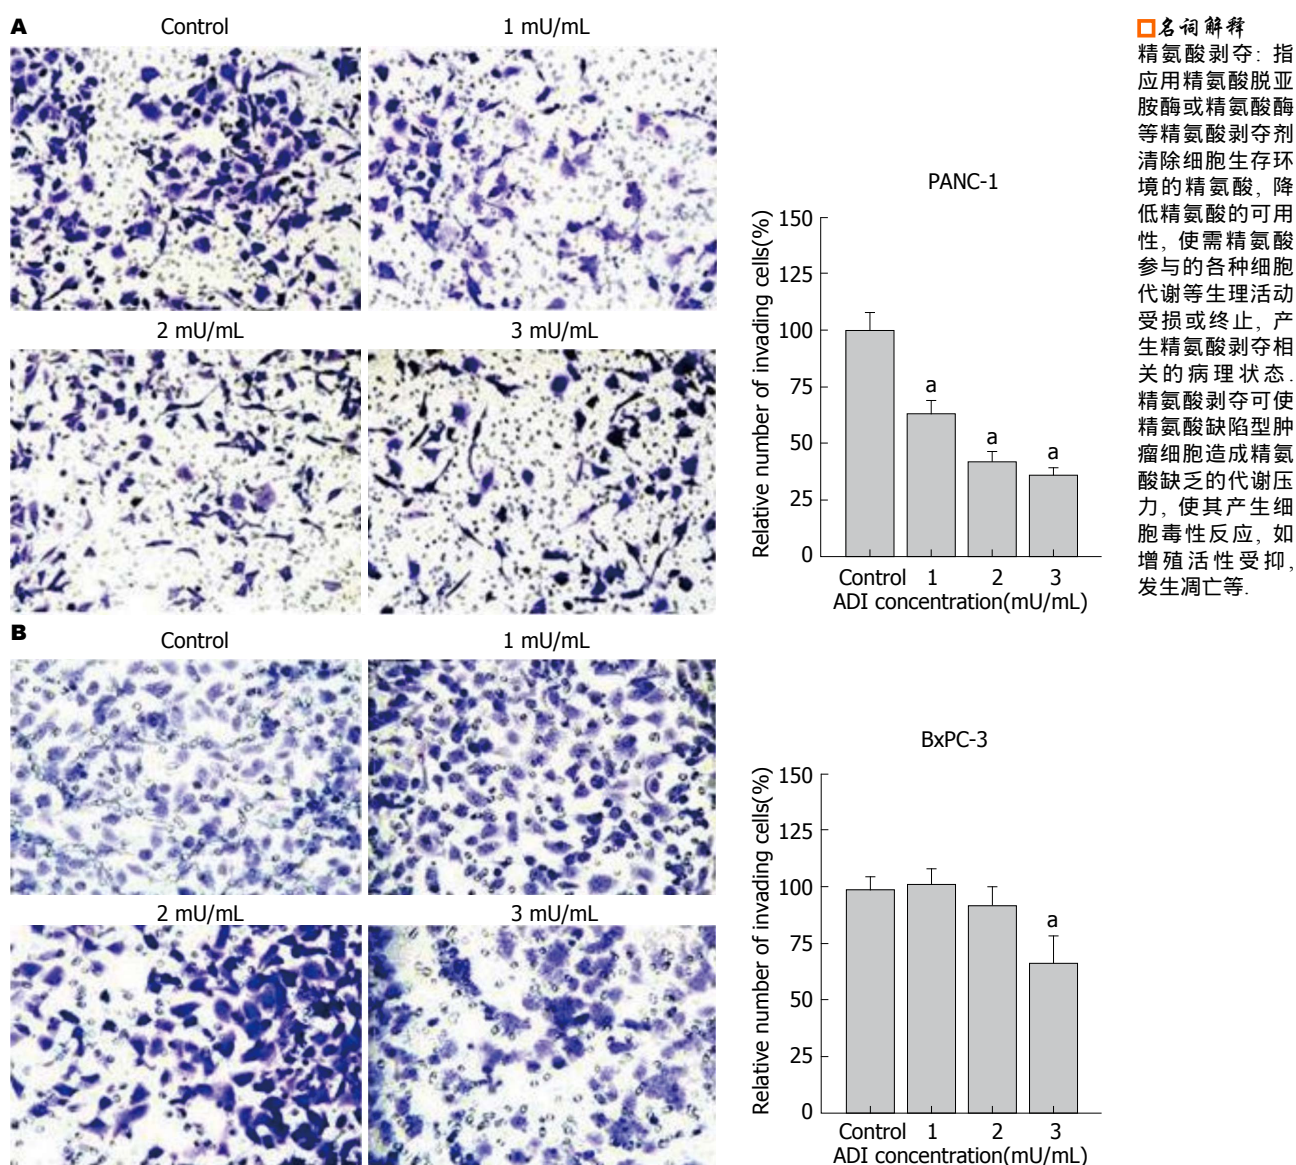 A
Control
1 mU/mL
2 mU/mL
3 mU/mL
PANC-1
Relative number of invading cells(%)
150
125
100
75
50
25
0
a
a
a
Control 1 2 3
ADI concentration(mU/mL)
B
Control
1 mU/mL
2 mU/mL
3 mU/mL
BxPC-3
Relative number of invading cells(%)
150
125
100
75
50
25
0
a
Control 1 2 3
ADI concentration(mU/mL)
名词解释
精氨酸剥夺: 指
应用精氨酸脱亚
胺酶或精氨酸酶
等精氨酸剥夺剂
清除细胞生存环
境的精氨酸, 降
低精氨酸的可用
性, 使需精氨酸
参与的各种细胞
代谢等生理活动
受损或终止, 产
生精氨酸剥夺相
关的病理状态.
精氨酸剥夺可使
精氨酸缺陷型肿
瘤细胞造成精氨
酸缺乏的代谢压
力, 使其产生细
胞毒性反应, 如
增殖活性受抑,
发生凋亡等.